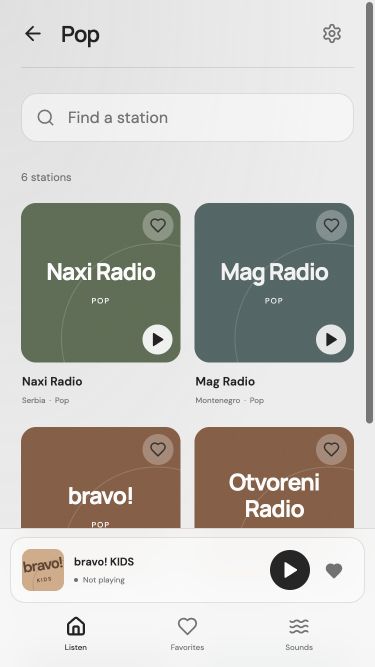 Pop
Find a station
6 stations
Naxi Radio
POP
Mag Radio
POP
Naxi Radio
Serbia · Pop
Mag Radio
Montenegro · Pop
bravo!
POP
Otvoreni
Radio
bravo!
KIDS
bravo! KIDS
Not playing
Listen
Favorites
Sounds